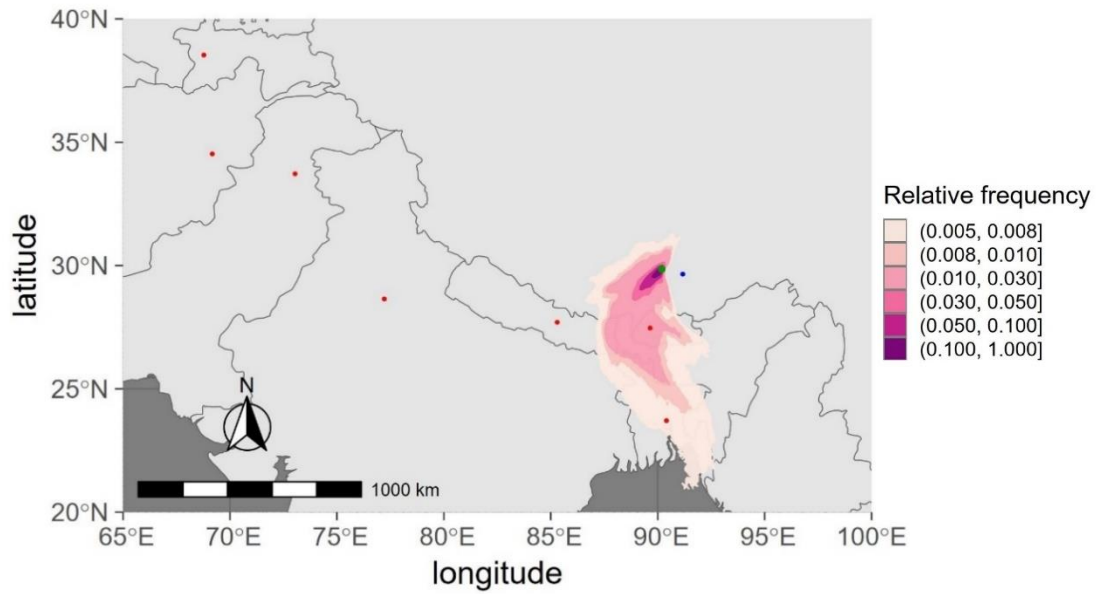 40°N
35°N
30°N
25°N
20°N
latitude
N
1000 km
65°E 70°E 75°E 80°E 85°E 90°E 95°E 100°E
longitude
Relative frequency
(0.005, 0.008]
(0.008, 0.010]
(0.010, 0.030]
(0.030, 0.050]
(0.050, 0.100]
(0.100, 1.000]